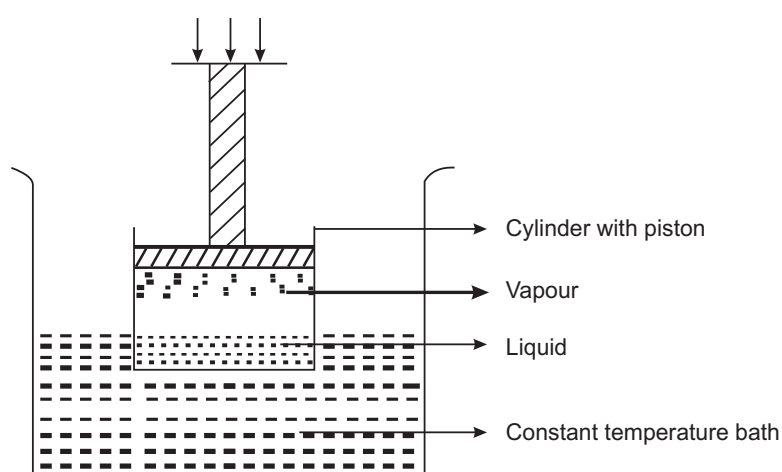 Cylinder with piston
Vapour
Liquid
Constant temperature bath